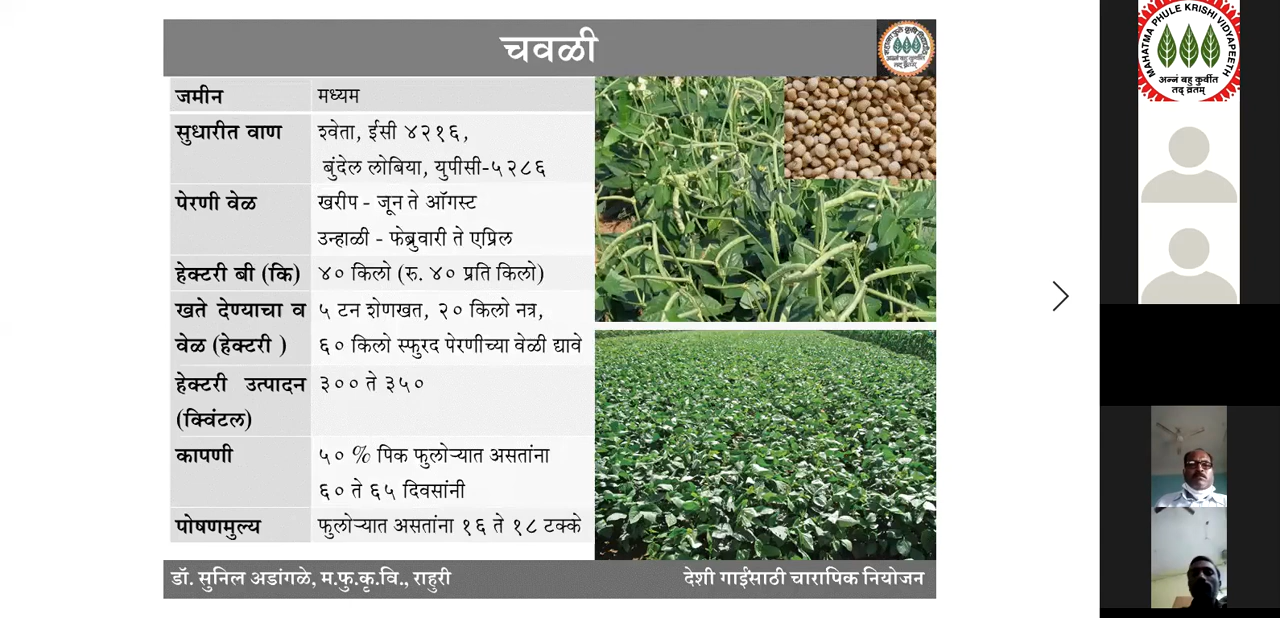 चवळी
जमीन मध्यम
सुधारीत वाण श्वेता, ईसी ४२१६,
बुंदेल लोबिया, युपीसी-५२८६
पेरणी वेळ खरीप - जून ते ऑगस्ट
उन्हाळी - फेब्रुवारी ते एप्रिल
हेक्टरी बी (कि) ४० किलो (रु. ४० प्रति किलो)
खते देण्याचा व ५ टन शेणखत, २० किलो नत्र,
वेळ (हेक्टरी ) ६० किलो स्फुरद पेरणीच्या वेळी द्यावे
हेक्टरी उत्पादन ३०० ते ३५०
(क्विंटल)
कापणी ५० % पिक फुलोऱ्यात असतांना
६० ते ६५ दिवसांनी
पोषणमुल्य फुलोऱ्यात असतांना १६ ते १८ टक्के
डॉ. सुनिल अडांगळे, म.फु.कृ.वि., राहुरी
देशी गाईंसाठी चारापिक नियोजन
MAHATMA PHULE KRISHI VIDYAPEETH
अन्नं बहु कुर्वीत
तद् व्रतम्